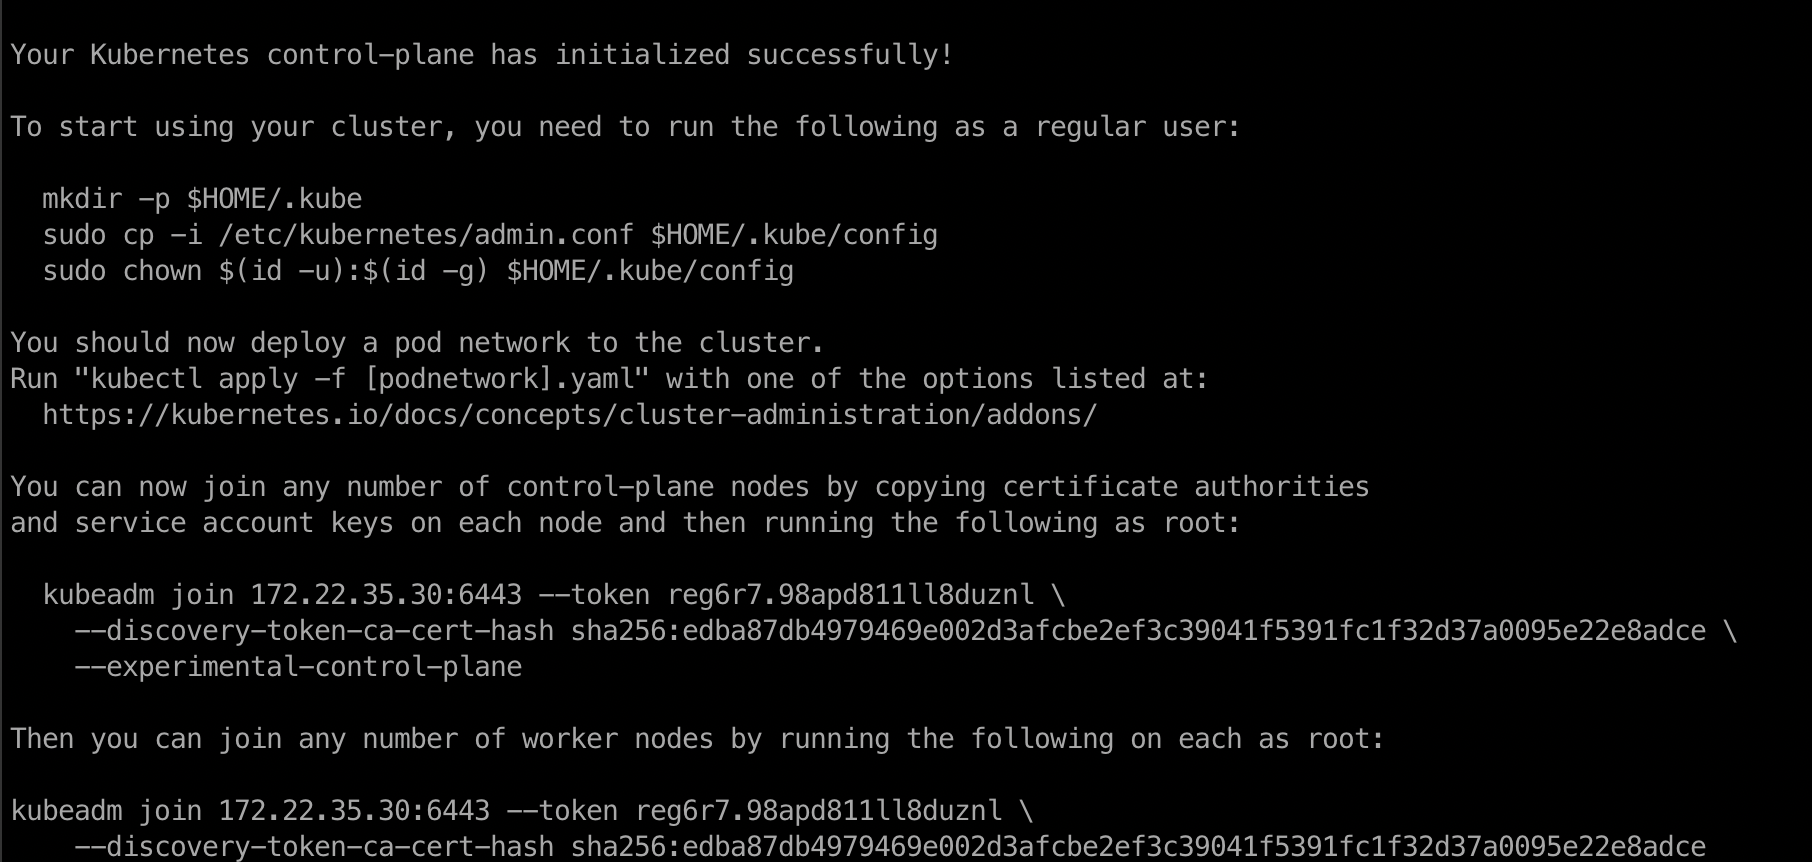 Your Kubernetes control-plane has initialized successfully!
To start using your cluster, you need to run the following as a regular user:
mkdir -p $HOME/.kube
sudo cp -i /etc/kubernetes/admin.conf $HOME/.kube/config
sudo chown $(id -u):$(id -g) $HOME/.kube/config
You should now deploy a pod network to the cluster.
Run "kubectl apply -f [podnetwork].yaml" with one of the options listed at:
https://kubernetes.io/docs/concepts/cluster-administration/addons/
You can now join any number of control-plane nodes by copying certificate authorities
and service account keys on each node and then running the following as root:
kubeadm join 172.22.35.30:6443 --token reg6r7.98apd811ll8duznl \
--discovery-token-ca-cert-hash sha256:edba87db4979469e002d3afcbe2ef3c39041f5391fc1f32d37a0095e22e8adce \
--experimental-control-plane
Then you can join any number of worker nodes by running the following on each as root:
kubeadm join 172.22.35.30:6443 --token reg6r7.98apd811ll8duznl \
--discovery-token-ca-cert-hash sha256:edba87db4979469e002d3afcbe2ef3c39041f5391fc1f32d37a0095e22e8adce